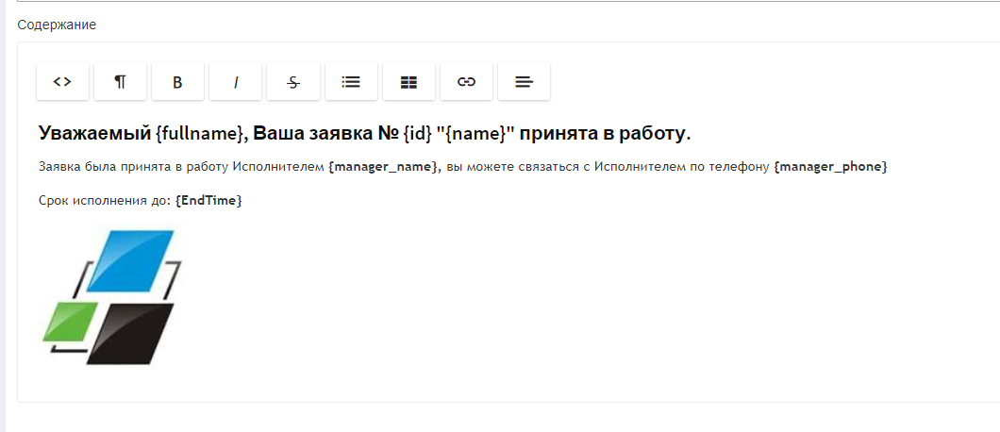 Содержание
<> ¶ B I S
Уважаемый {fullname}, Ваша заявка № {id} "{name}" принята в работу.
Заявка была принята в работу Исполнителем {manager_name}, вы можете связаться с Исполнителем по телефону {manager_phone}
Срок исполнения до: {EndTime}